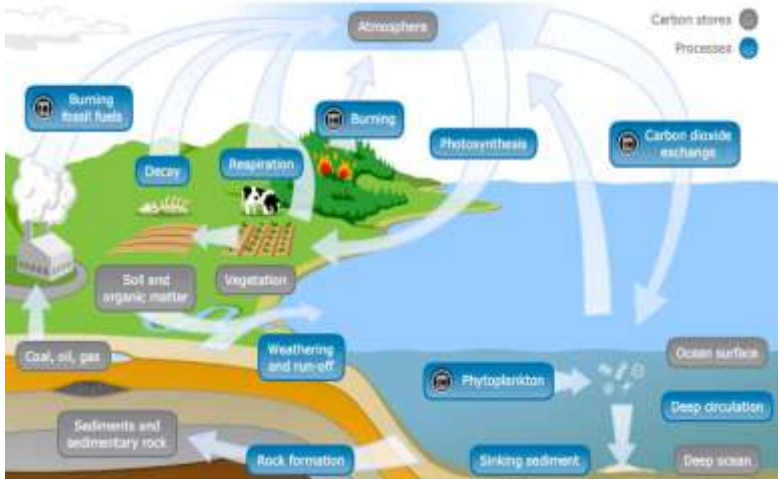 Atmosphere
Carbon stores
Processes
Burning
fossil fuels
Burning
Carbon dioxide
exchange
Photosynthesis
Decay
Respiration
Soil and
organic matter
Vegetation
Coal, oil, gas
Weathering
and run-off
Ocean surface
Phytoplankton
Deep circulation
Sediments and
sedimentary rock
Rock formation
Sinking sediment
Deep ocean